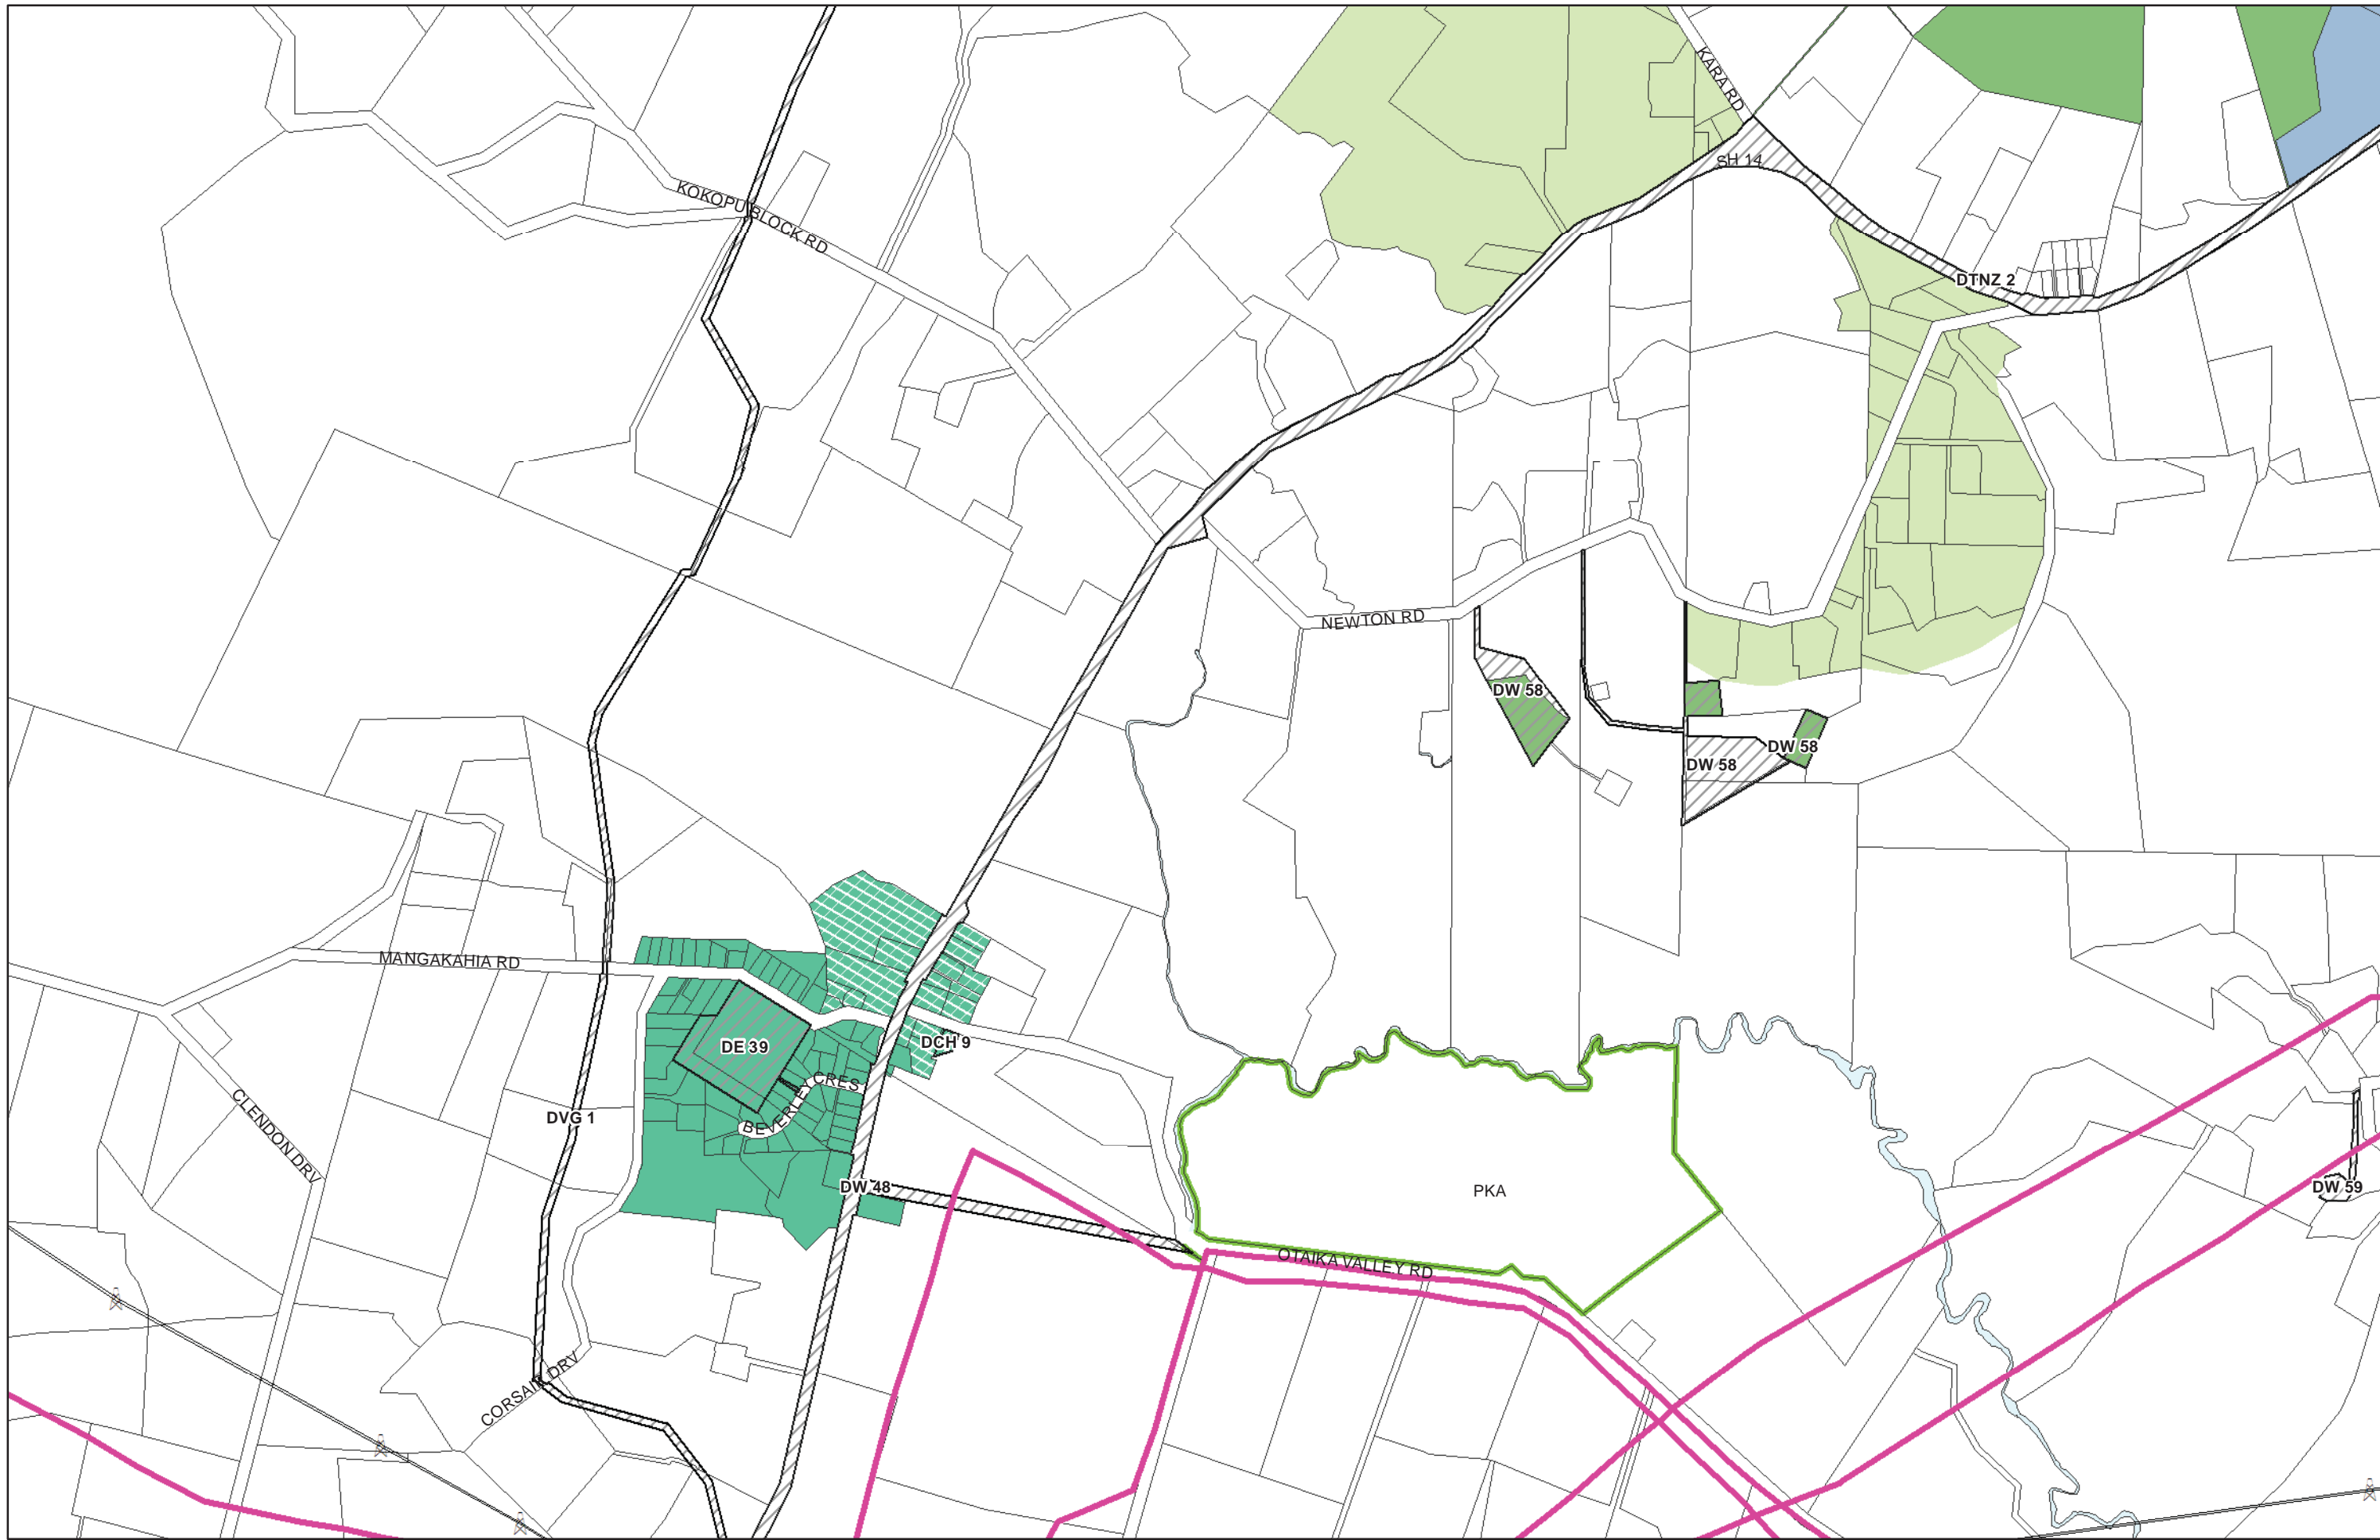 KARA RD
SH 14
KOKOPU BLOCK RD
DTNZ 2
NEWTON RD
DW 58
DW 58
DW 58
MANGAKAHIA RD
DE 39
DCH 9
BEVERLEY CRES
CLENDON DRV
DVG 1
DW 48
PKA
DW 59
OTAIKA VALLEY RD
CORSAIR DRV